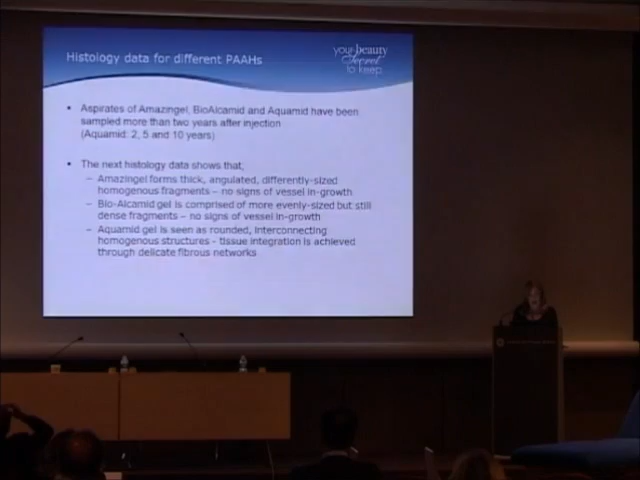 Histology data for different PAAHs
your beauty
Secret
to keep
• Aspirates of Amazingel, BioAlcamid and Aquamid have been
sampled more than two years after injection
(Aquamid: 2, 5 and 10 years)
• The next histology data shows that,
– Amazingel forms thick, angulated, differently-sized
homogenous fragments – no signs of vessel in-growth
– Bio-Alcamid gel is comprised of more evenly-sized but still
dense fragments – no signs of vessel in-growth
– Aquamid gel is seen as rounded, interconnecting
homogenous structures - tissue integration is achieved
through delicate fibrous networks